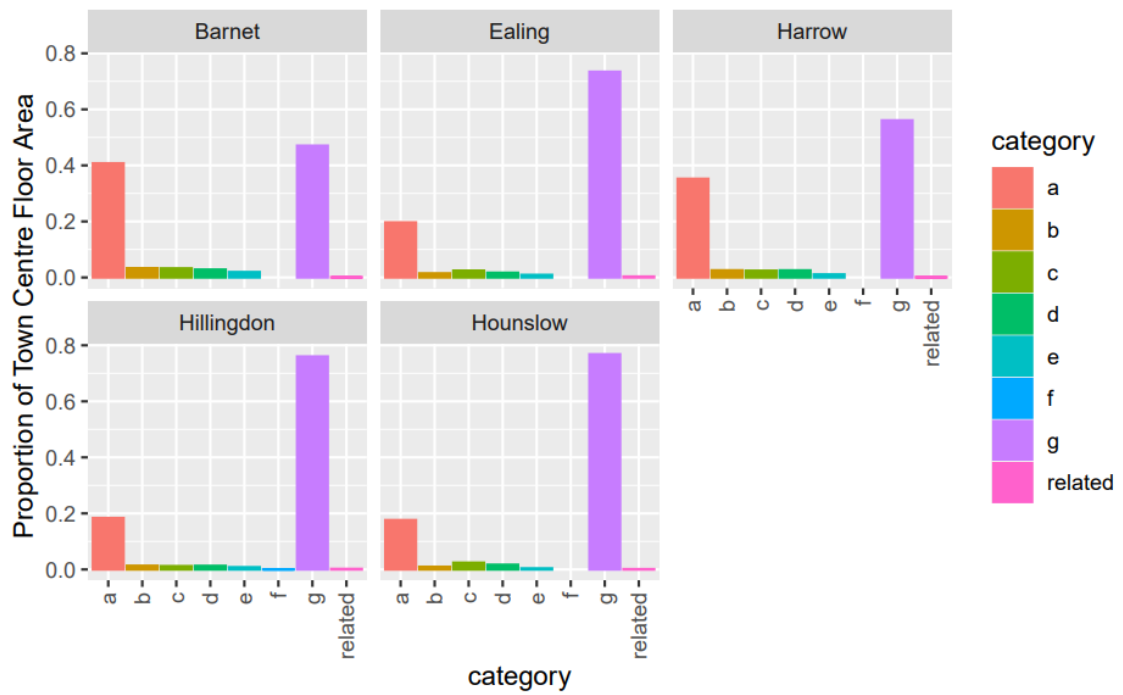 Barnet
Ealing
Harrow
Proportion of Town Centre Floor Area
0.8
0.6
0.4
0.2
0.0
a
b
c
d
e
f
g
related
Hillingdon
Hounslow
0.8
0.6
0.4
0.2
0.0
a
b
c
d
e
f
g
related
a
b
c
d
e
f
g
related
category
category
a
b
c
d
e
f
g
related